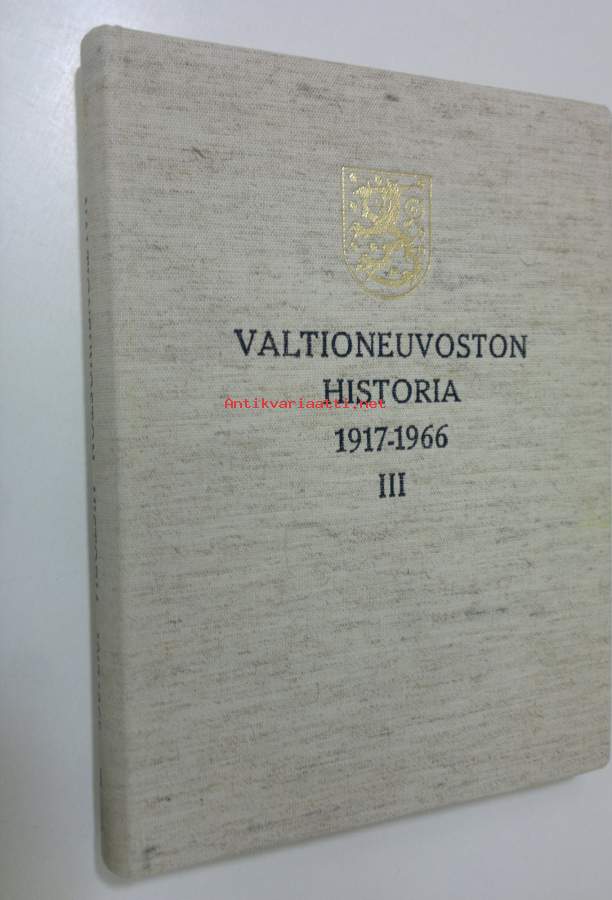 VALTIONEUVOSTON
HISTORIA
Antikvariaatti.net
1917-1966
III